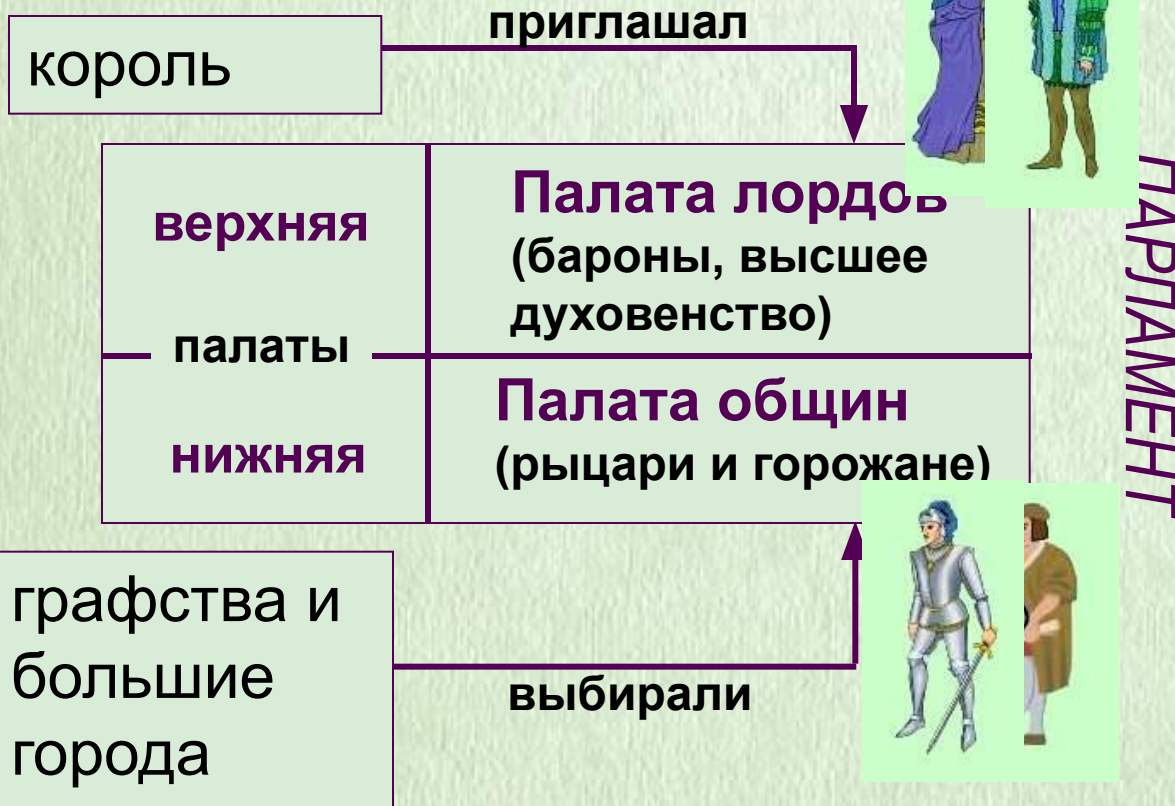 приглашал
король
верхняя
Палата лордов
(бароны, высшее
духовенство)
палаты
нижняя
Палата общин
(рыцари и горожане)
ПАРЛАМЕНТ
графства и
большие
города
выбирали